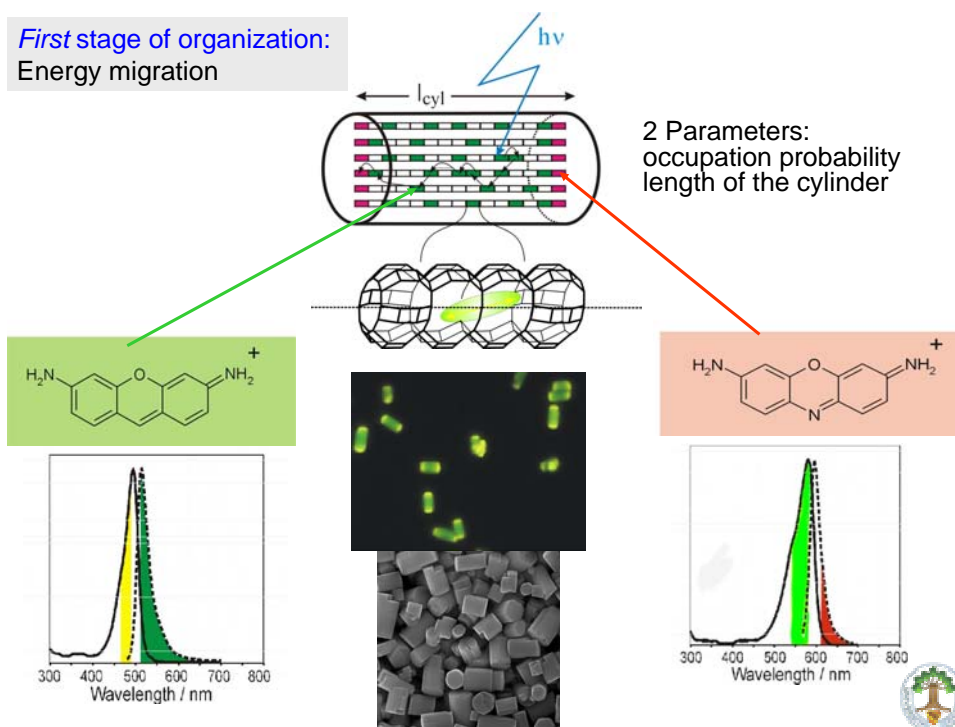 First stage of organization:
Energy migration
hν
l_cyl
2 Parameters:
occupation probability
length of the cylinder
+
H₂N
O
NH₂
+
H₂N
O
NH₂
N
300 400 500 600 700 800
Wavelength / nm
300 400 500 600 700 800
Wavelength / nm